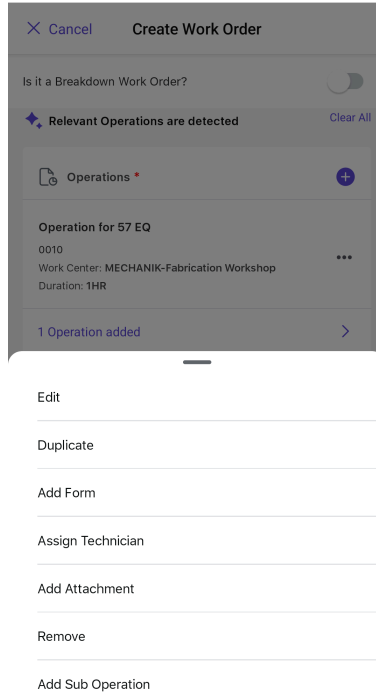 Cancel
Create Work Order
Is it a Breakdown Work Order?
Relevant Operations are detected
Clear All
Operations *
Operation for 57 EQ
0010
Work Center: MECHANIK-Fabrication Workshop
Duration: 1HR
1 Operation added
Edit
Duplicate
Add Form
Assign Technician
Add Attachment
Remove
Add Sub Operation